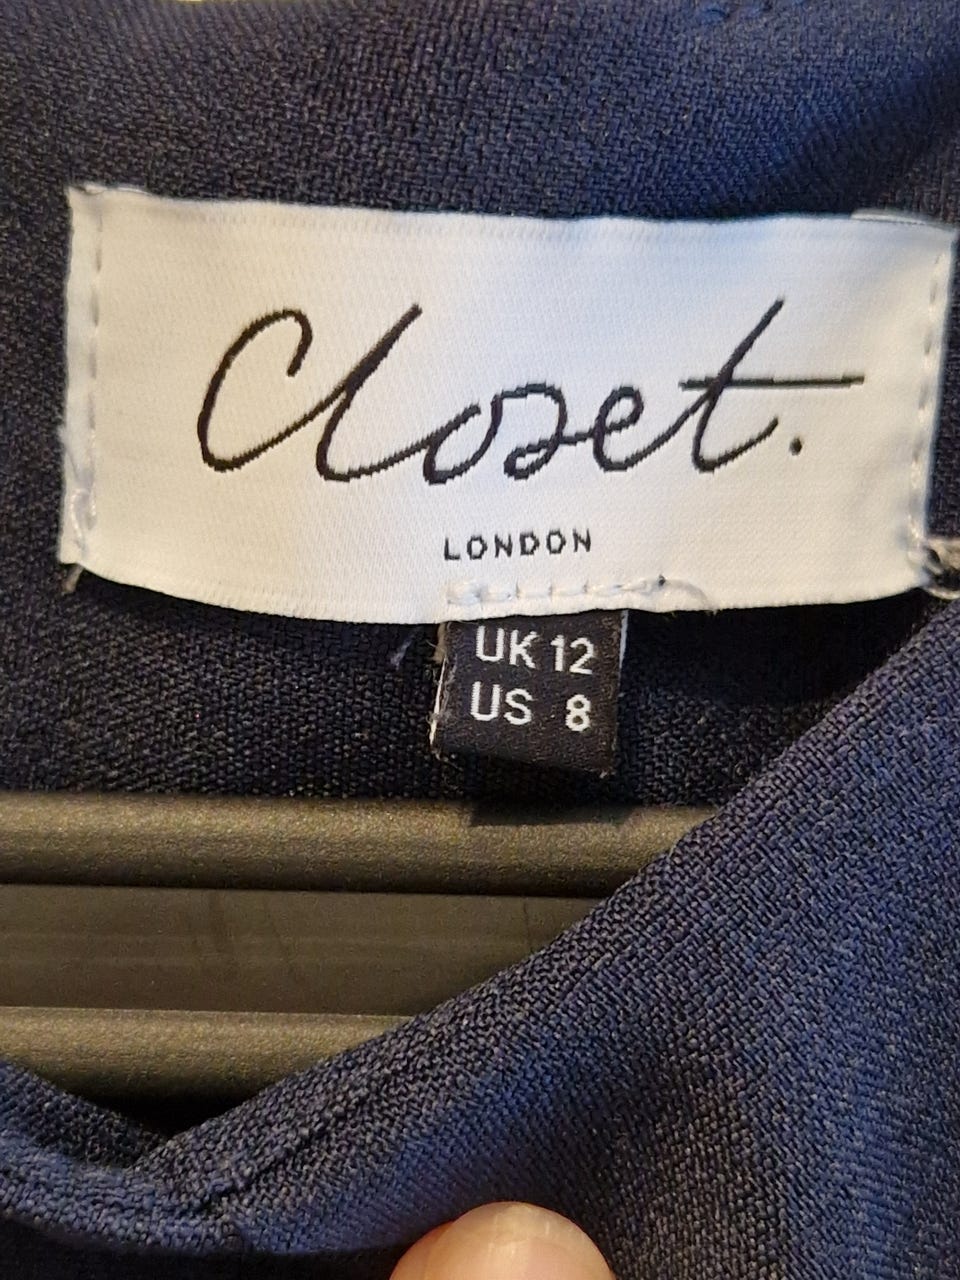 Closet.
LONDON
UK 12
US 8